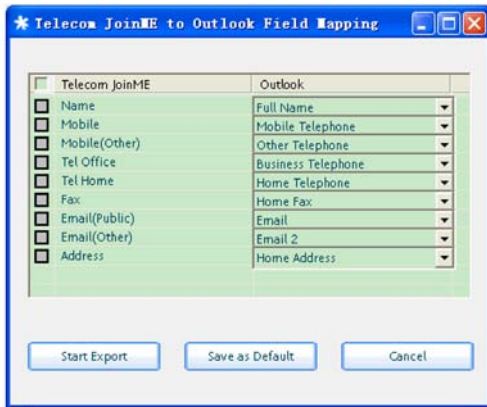 Telecom JoinME to Outlook Field Mapping
Telecom JoinME Outlook
Name Full Name
Mobile Mobile Telephone
Mobile(Other) Other Telephone
Tel Office Business Telephone
Tel Home Home Telephone
Fax Home Fax
Email(Public) Email
Email(Other) Email 2
Address Home Address
Start Export Save as Default Cancel